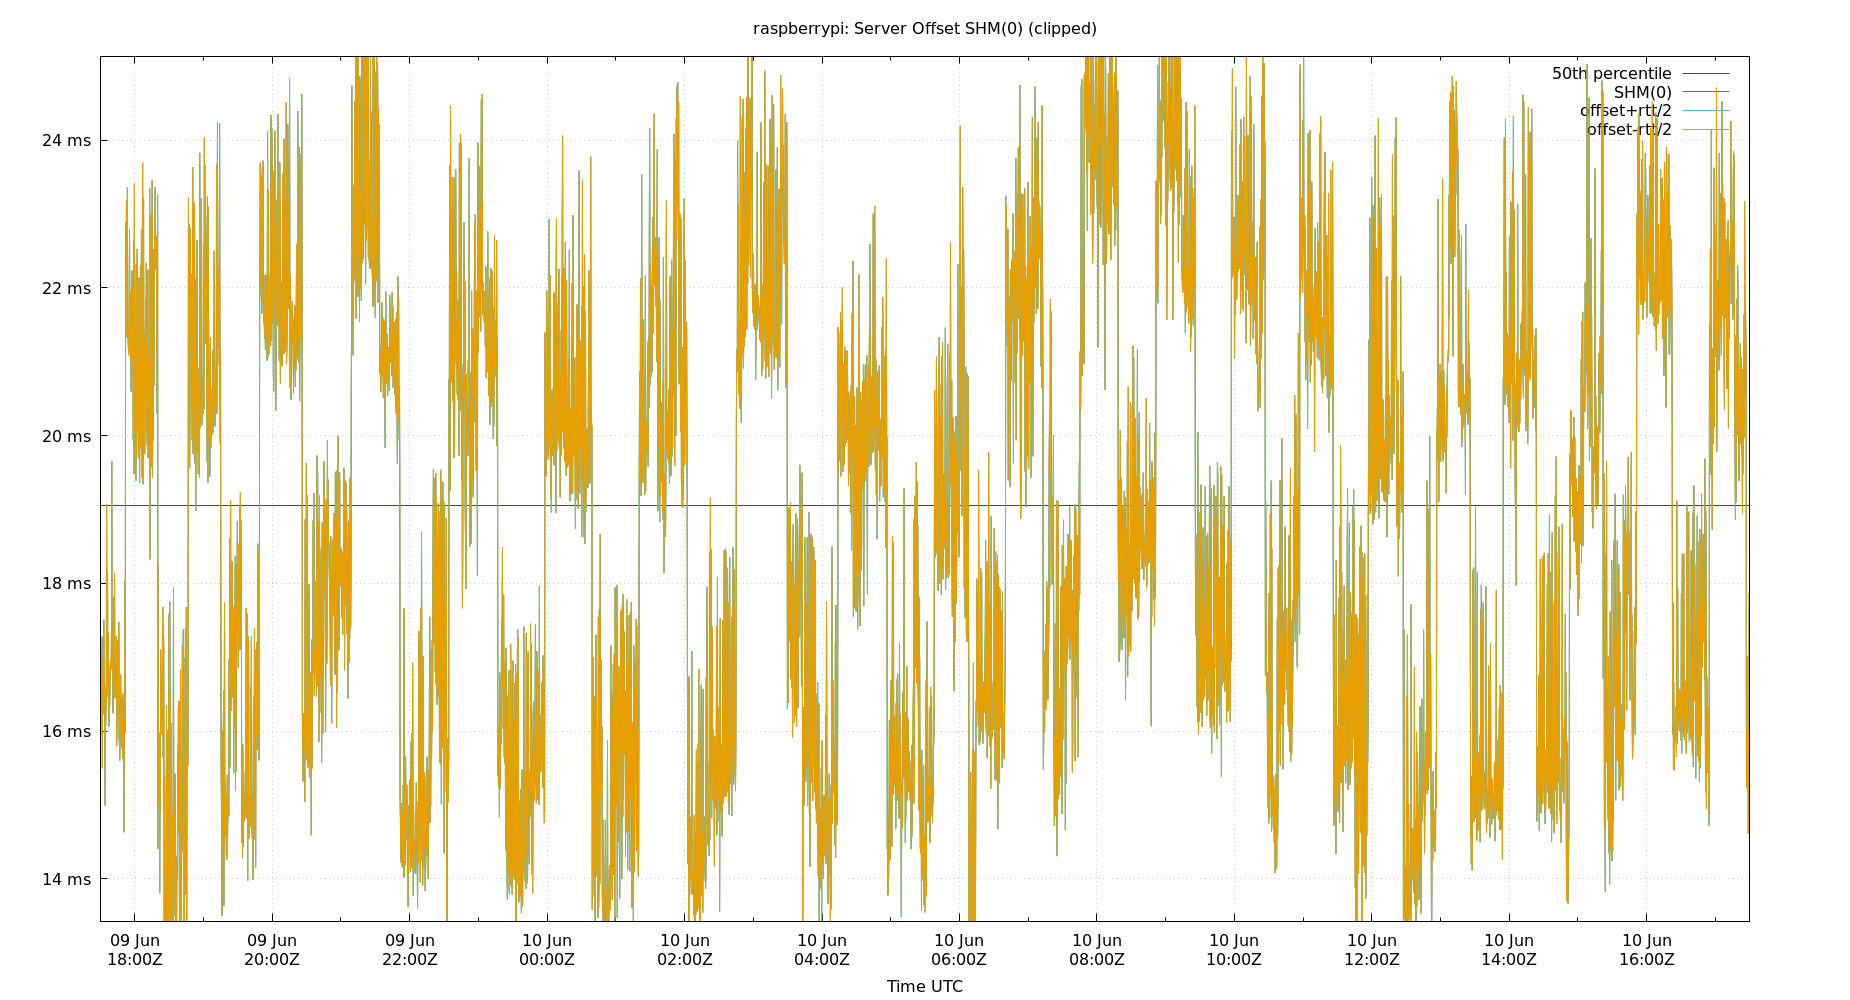 raspberrypi: Server Offset SHM(0) (clipped)
50th percentile
SHM(0)
offset+rtt/2
offset-rtt/2
24 ms
22 ms
20 ms
18 ms
16 ms
14 ms
09 Jun 09 Jun 09 Jun 10 Jun 10 Jun 10 Jun 10 Jun 10 Jun 10 Jun 10 Jun 10 Jun 10 Jun
18:00Z 20:00Z 22:00Z 00:00Z 02:00Z 04:00Z 06:00Z 08:00Z 10:00Z 12:00Z 14:00Z 16:00Z
Time UTC